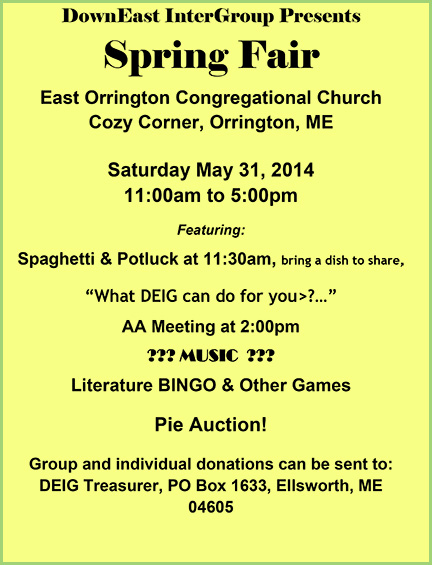 DownEast InterGroup Presents
Spring Fair
East Orrington Congregational Church
Cozy Corner, Orrington, ME
Saturday May 31, 2014
11:00am to 5:00pm
Featuring:
Spaghetti & Potluck at 11:30am, bring a dish to share,
“What DEIG can do for you>?…”
AA Meeting at 2:00pm
??? MUSIC ???
Literature BINGO & Other Games
Pie Auction!
Group and individual donations can be sent to:
DEIG Treasurer, PO Box 1633, Ellsworth, ME
04605